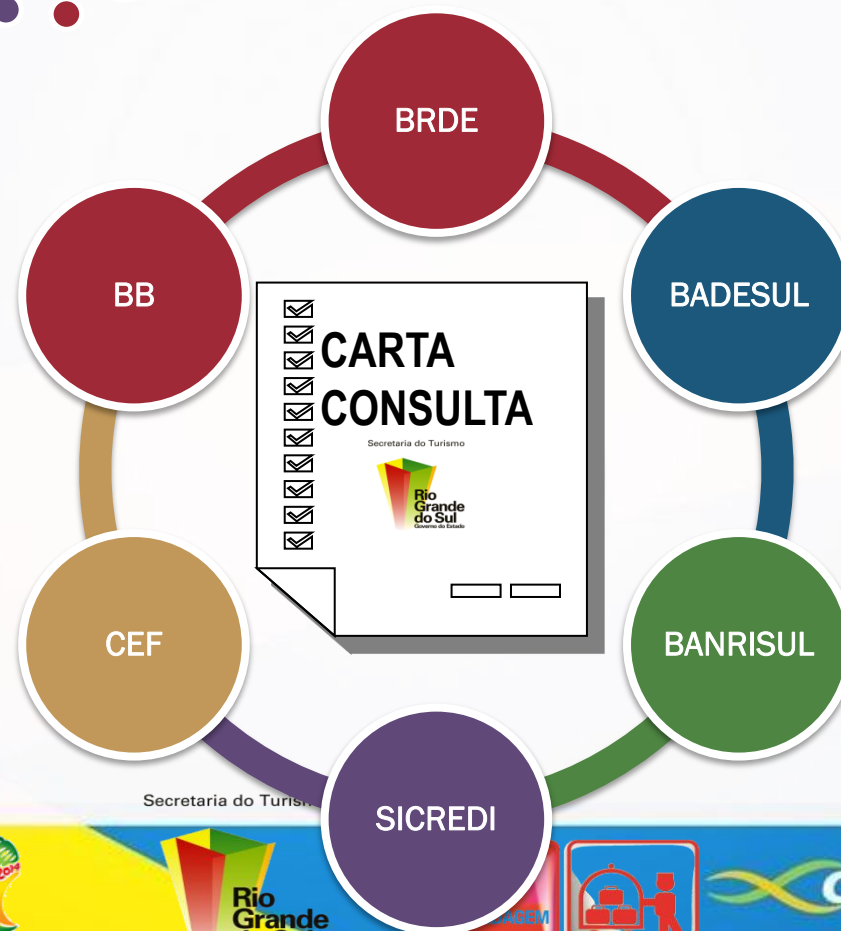 BRDE
BB
BADESUL
CARTA
CONSULTA
Secretaria do Turismo
Rio
Grande
do Sul
Governo do Estado
CEF
BANRISUL
SICREDI
Secretaria do Turis
2014
Rio
Grande